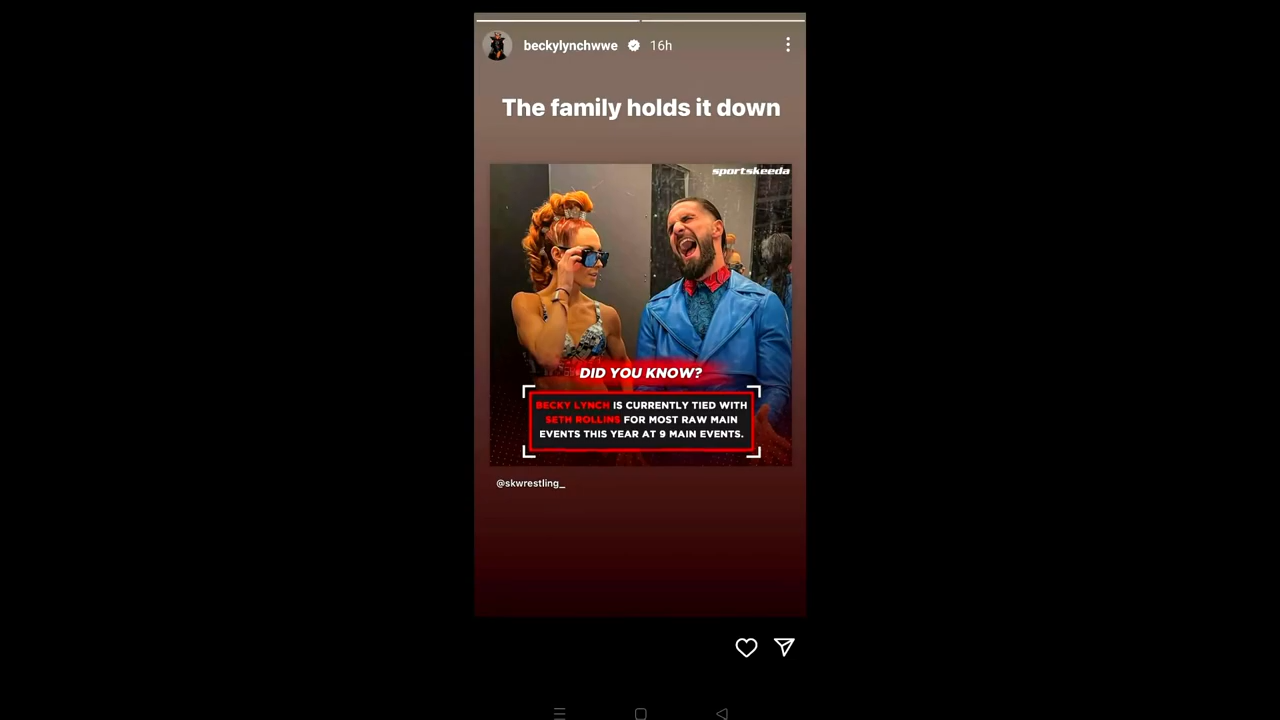 beckylynchwwe 16h
The family holds it down
sportskeeda
DID YOU KNOW?
BECKY LYNCH IS CURRENTLY TIED WITH
SETH ROLLINS FOR MOST RAW MAIN
EVENTS THIS YEAR AT 9 MAIN EVENTS.
@skwrestling_